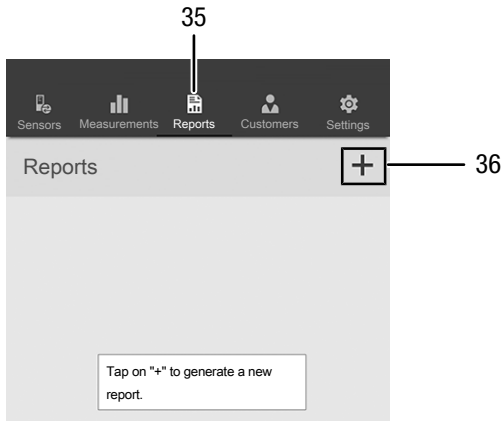 35
Sensors Measurements Reports Customers Settings
Reports
+
36
Tap on "+" to generate a new
report.